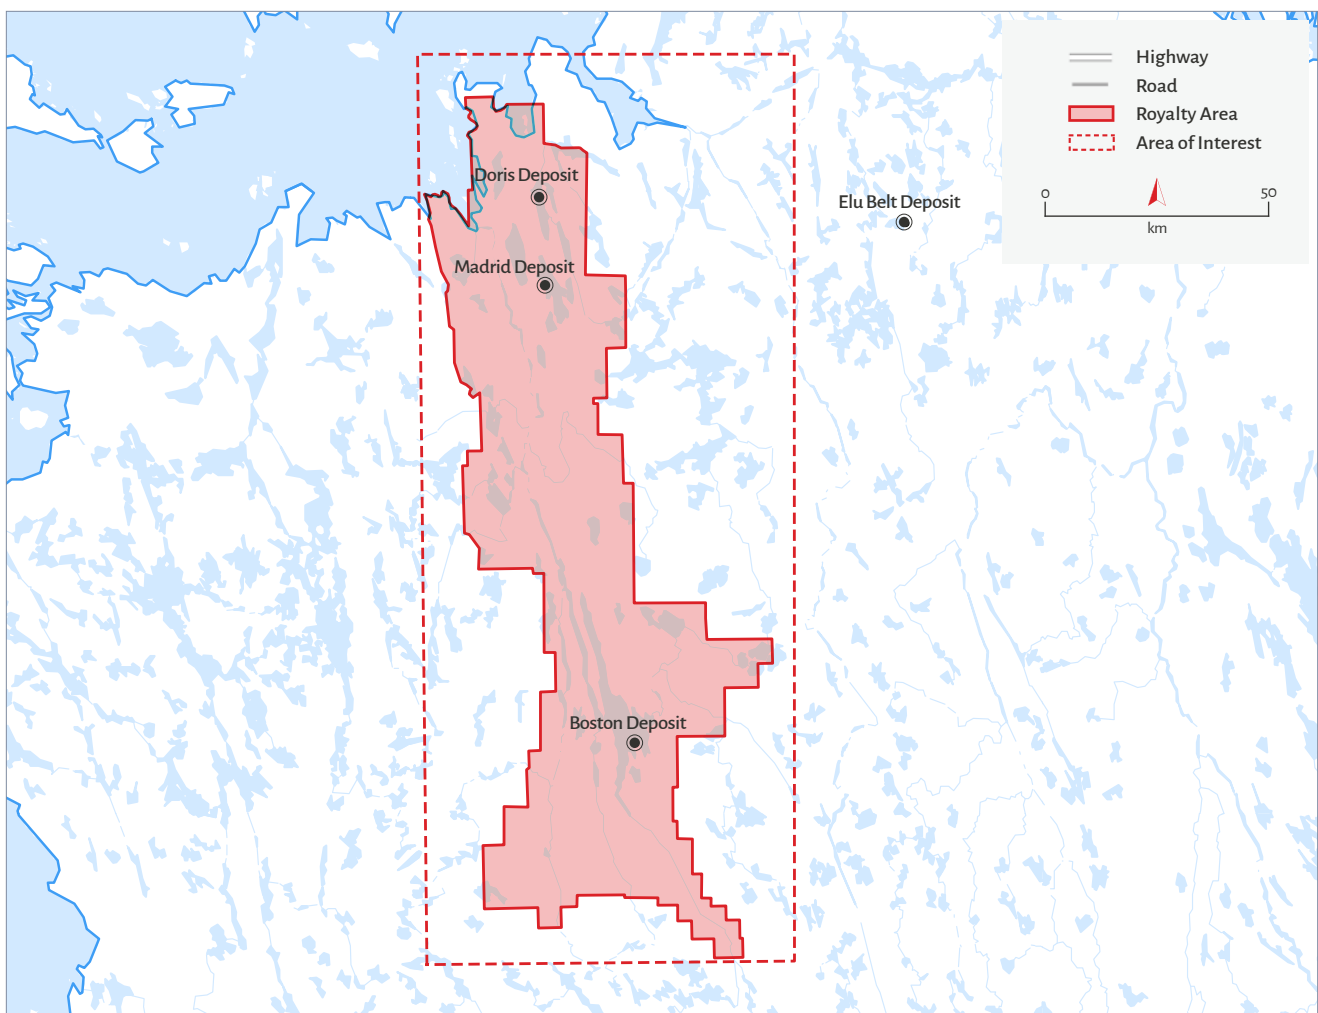 Highway
Road
Royalty Area
Area of Interest
0 50
km
Doris Deposit
Elu Belt Deposit
Madrid Deposit
Boston Deposit